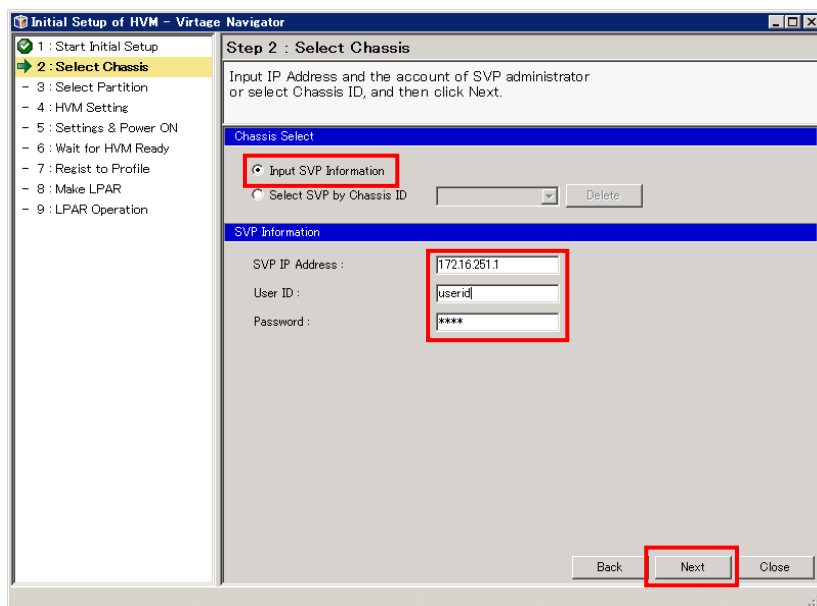 Initial Setup of HVM - Virtage Navigator
1 : Start Initial Setup
2 : Select Chassis
- 3 : Select Partition
- 4 : HVM Setting
- 5 : Settings & Power ON
- 6 : Wait for HVM Ready
- 7 : Regist to Profile
- 8 : Make LPAR
- 9 : LPAR Operation
Step 2 : Select Chassis
Input IP Address and the account of SVP administrator
or select Chassis ID, and then click Next.
Chassis Select
Input SVP Information
Select SVP by Chassis ID
Delete
SVP Information
SVP IP Address : 172.16.251.1
User ID : userid
Password : ****
Back Next Close